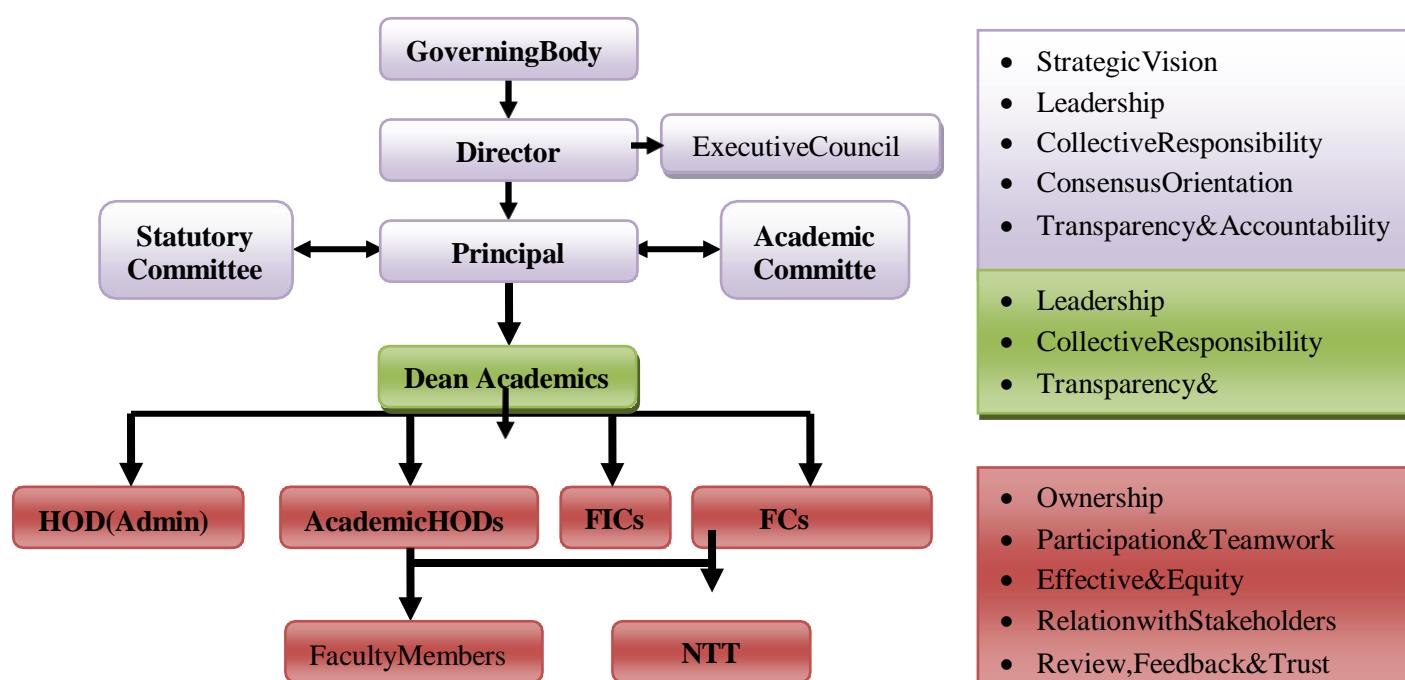 GoverningBody
Director
ExecutiveCouncil
Statutory
Committee
Principal
Academic
Committe
Dean Academics
HOD(Admin)
AcademicHODs
FICs
FCs
FacultyMembers
NTT
• StrategicVision
• Leadership
• CollectiveResponsibility
• ConsensusOrientation
• Transparency&Accountability
• Leadership
• CollectiveResponsibility
• Transparency&
• Ownership
• Participation&Teamwork
• Effective&Equity
• RelationwithStakeholders
• Review,Feedback&Trust